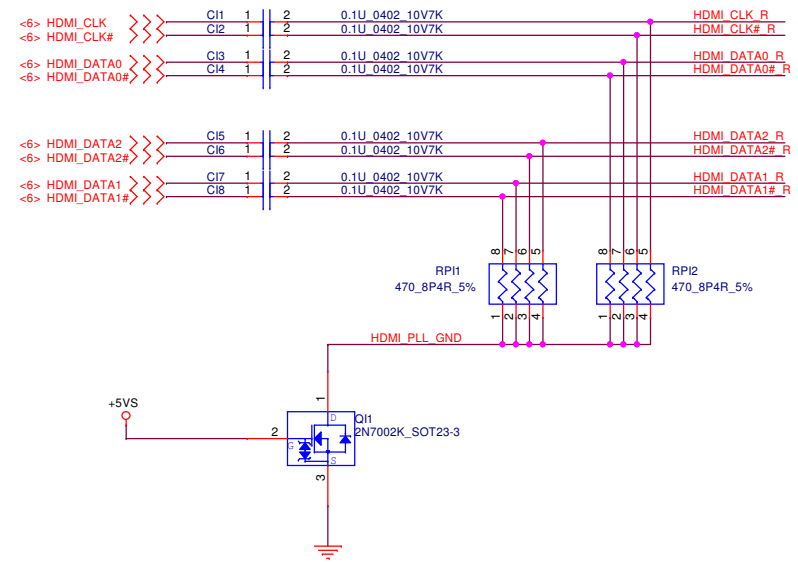 <6> HDMI_CLK CI1 1 2 0.1U_0402_10V7K HDMI_CLK_R
<6> HDMI_CLK# CI2 1 2 0.1U_0402_10V7K HDMI_CLK#_R
<6> HDMI_DATA0 CI3 1 2 0.1U_0402_10V7K HDMI_DATA0_R
<6> HDMI_DATA0# CI4 1 2 0.1U_0402_10V7K HDMI_DATA0#_R
<6> HDMI_DATA2 CI5 1 2 0.1U_0402_10V7K HDMI_DATA2_R
<6> HDMI_DATA2# CI6 1 2 0.1U_0402_10V7K HDMI_DATA2#_R
<6> HDMI_DATA1 CI7 1 2 0.1U_0402_10V7K HDMI_DATA1_R
<6> HDMI_DATA1# CI8 1 2 0.1U_0402_10V7K HDMI_DATA1#_R
8 7 6 5 8 7 6 5
RPI1 RPI2
470_8P4R_5% 470_8P4R_5%
1 2 3 4 1 2 3 4
HDMI_PLL_GND
1
+5VS
D QI1
2 2N7002K_SOT23-3
G
S
3